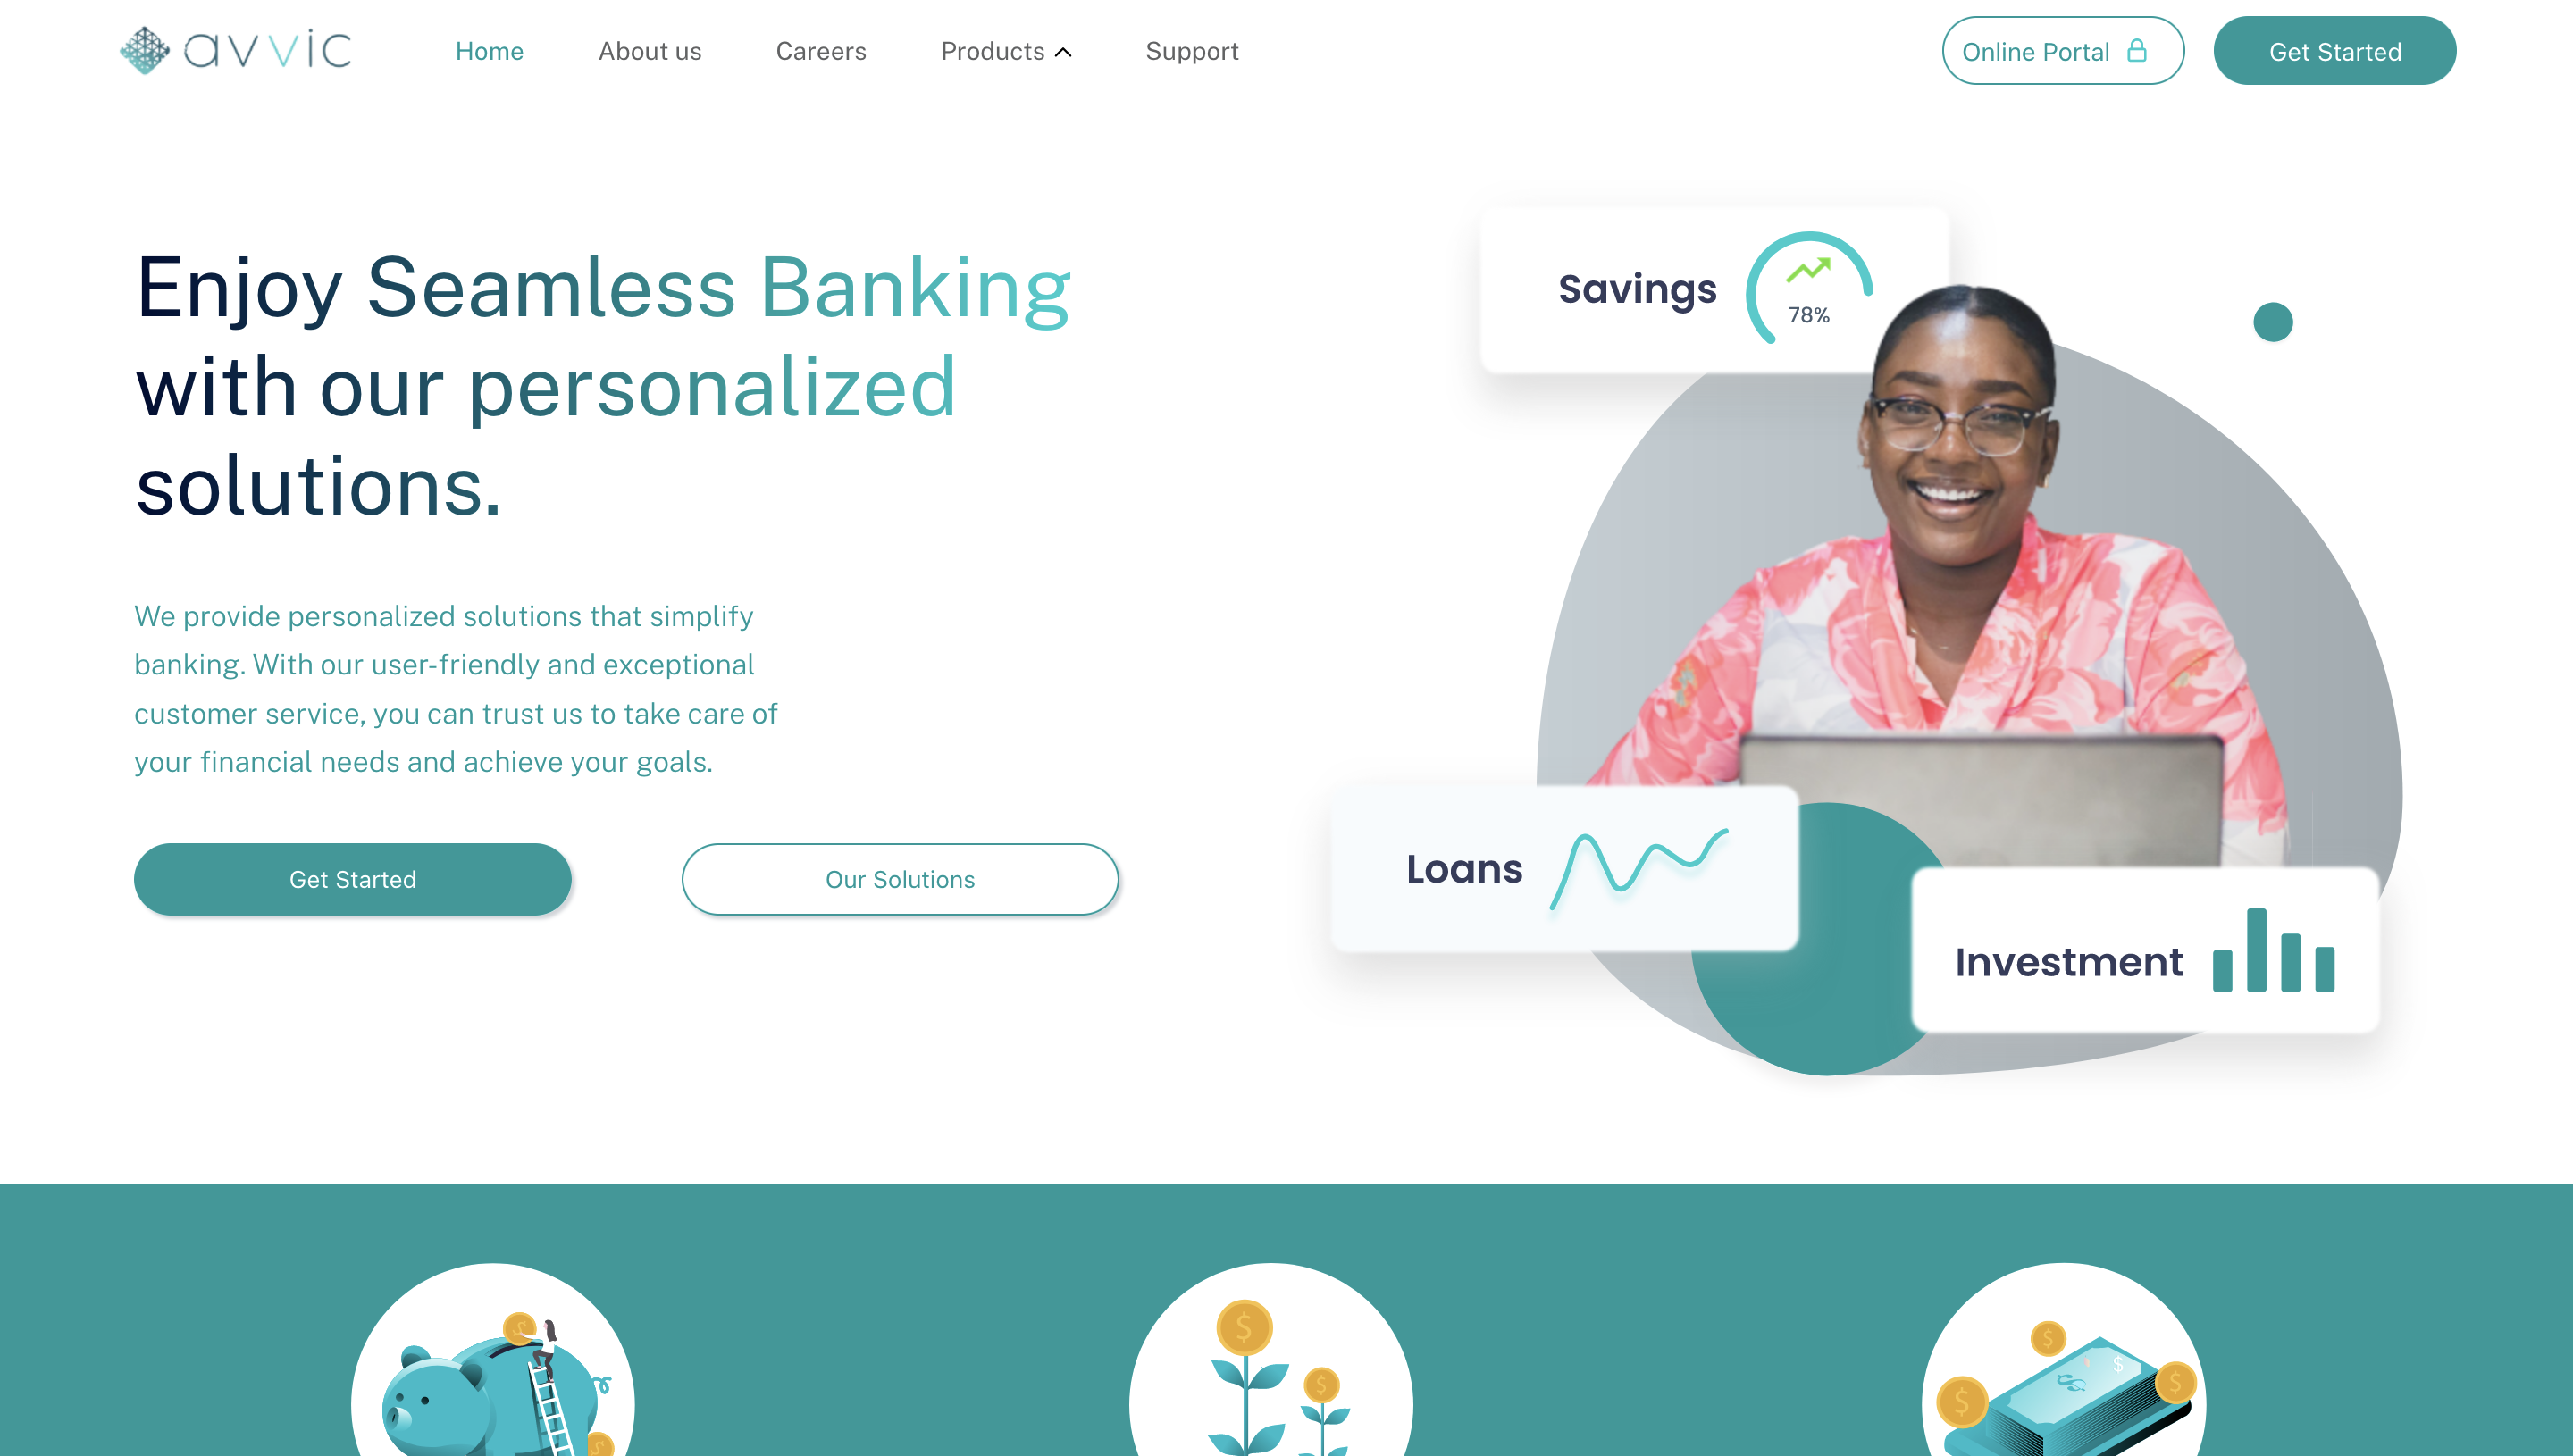 avvic
Home
About us
Careers
Products
Support
Online Portal
Get Started
Enjoy Seamless Banking
with our personalized
solutions.
We provide personalized solutions that simplify
banking. With our user-friendly and exceptional
customer service, you can trust us to take care of
your financial needs and achieve your goals.
Get Started
Our Solutions
Savings
78%
Loans
Investment
$
$
$
$
$
$
$
$
$